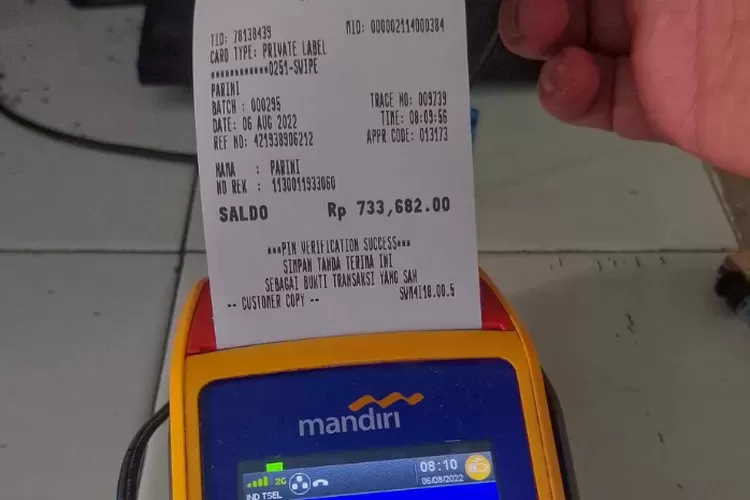 TID: 78138439 MID: 000002114000384
CARD TYPE: PRIVATE LABEL
************0251-SWIPE
PARINI
BATCH : 000295 TRACE NO: 009739
DATE: 06 AUG 2022 TIME: 08:09:56
REF NO: 421938906212 APPR CODE: 013173
NAMA : PARINI
NO REK : 1130011933060
SALDO Rp 733,682.00
***PIN VERIFICATION SUCCESS***
SIMPAN TANDA TERIMA INI
SEBAGAI BUKTI TRANSAKSI YANG SAH
-- CUSTOMER COPY -- SVM4I18.00.5
mandiri
2G 08:10
IND TSEL 06/08/2022